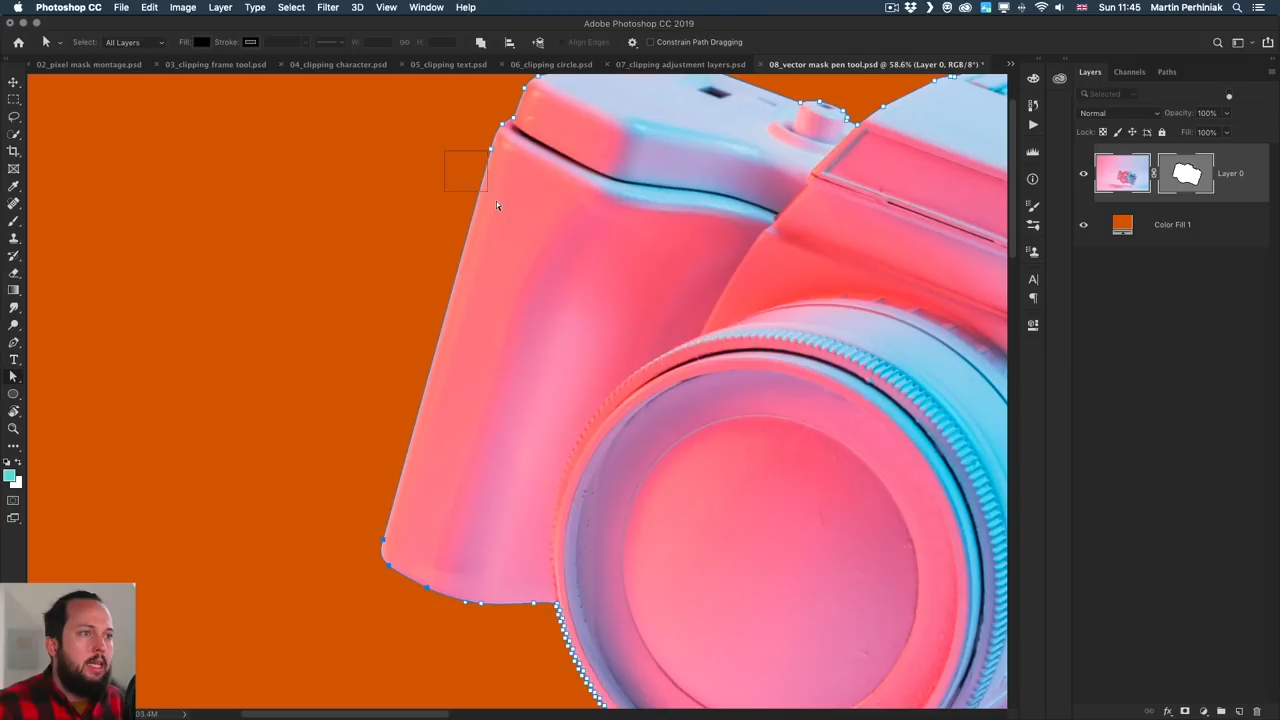 Photoshop CC File Edit Image Layer Type Select Filter 3D View Window Help Sun 11:45 Martin Perhiniak
Adobe Photoshop CC 2019
Select: All Layers Fill: Stroke: W: H: Align Edges Constrain Path Dragging
02_pixel mask montage.psd 03_clipping frame tool.psd 04_clipping character.psd 05_clipping text.psd 06_clipping circle.psd 07_clipping adjustment layers.psd 08_vector mask pen tool.psd @ 58.6% (Layer 0, RGB/8*) *
Layers Channels Paths
Selected
Normal Opacity: 100%
Lock: Fill: 100%
Layer 0
Color Fill 1
03.4M